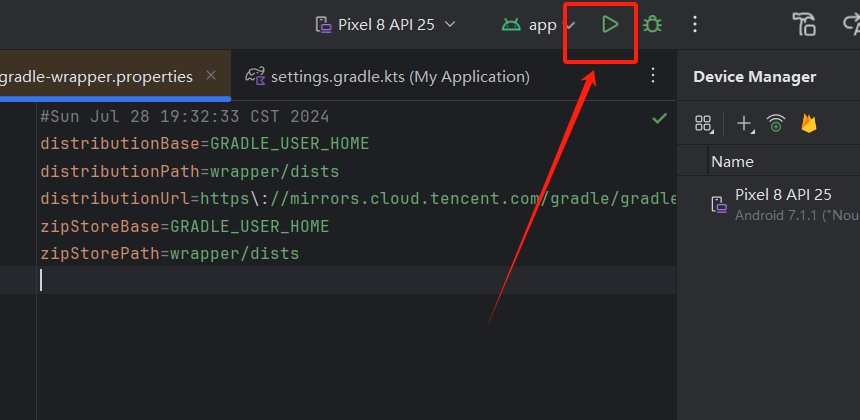 Pixel 8 API 25
app
gradle-wrapper.properties
settings.gradle.kts (My Application)
Device Manager
#Sun Jul 28 19:32:33 CST 2024
distributionBase=GRADLE_USER_HOME
distributionPath=wrapper/dists
distributionUrl=https\://mirrors.cloud.tencent.com/gradle/gradle
zipStoreBase=GRADLE_USER_HOME
zipStorePath=wrapper/dists
Name
Pixel 8 API 25
Android 7.1.1 ("Nou